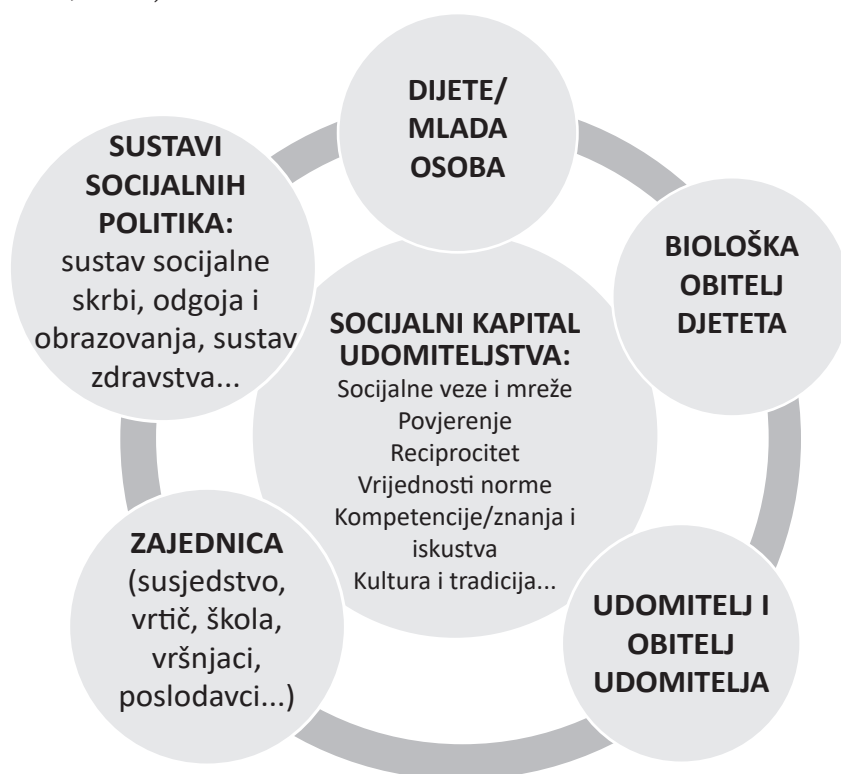 DIJETE/
MLADA
OSOBA
SUSTAVI
SOCIJALNIH
POLITIKA:
sustav socijalne
skrbi, odgoja i
obrazovanja, sustav
zdravstva...
BIOLOŠKA
OBITELJ
DJETETA
SOCIJALNI KAPITAL
UDOMITELJSTVA:
Socijalne veze i mreže
Povjerenje
Reciprocitet
Vrijednosti norme
Kompetencije/znanja i
iskustva
Kultura i tradicija...
ZAJEDNICA
(susjedstvo,
vrtič, škola,
vršnjaci,
poslodavci...)
UDOMITELJ I
OBITELJ
UDOMITELJA